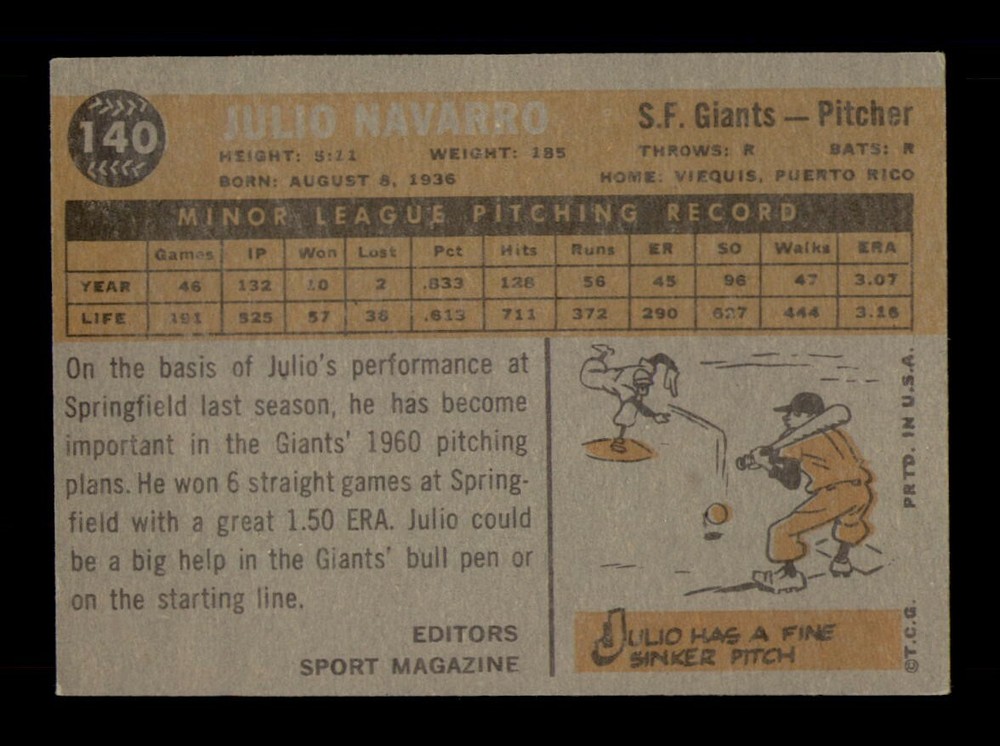 140
JULIO NAVARRO
S.F. Giants — Pitcher
HEIGHT: 5:11 WEIGHT: 185 THROWS: R BATS: R
BORN: AUGUST 8, 1936 HOME: VIEQUIS, PUERTO RICO
MINOR LEAGUE PITCHING RECORD
Games IP Won Lost Pct Hits Runs ER SO Walks ERA
YEAR 46 132 10 2 .833 128 56 45 96 47 3.07
LIFE 191 825 57 36 .613 711 372 290 627 444 3.16
On the basis of Julio's performance at
Springfield last season, he has become
important in the Giants' 1960 pitching
plans. He won 6 straight games at Spring-
field with a great 1.50 ERA. Julio could
be a big help in the Giants' bull pen or
on the starting line.
EDITORS
SPORT MAGAZINE
JULIO HAS A FINE
SINKER PITCH
©T.C.G. PRTD. IN U.S.A.